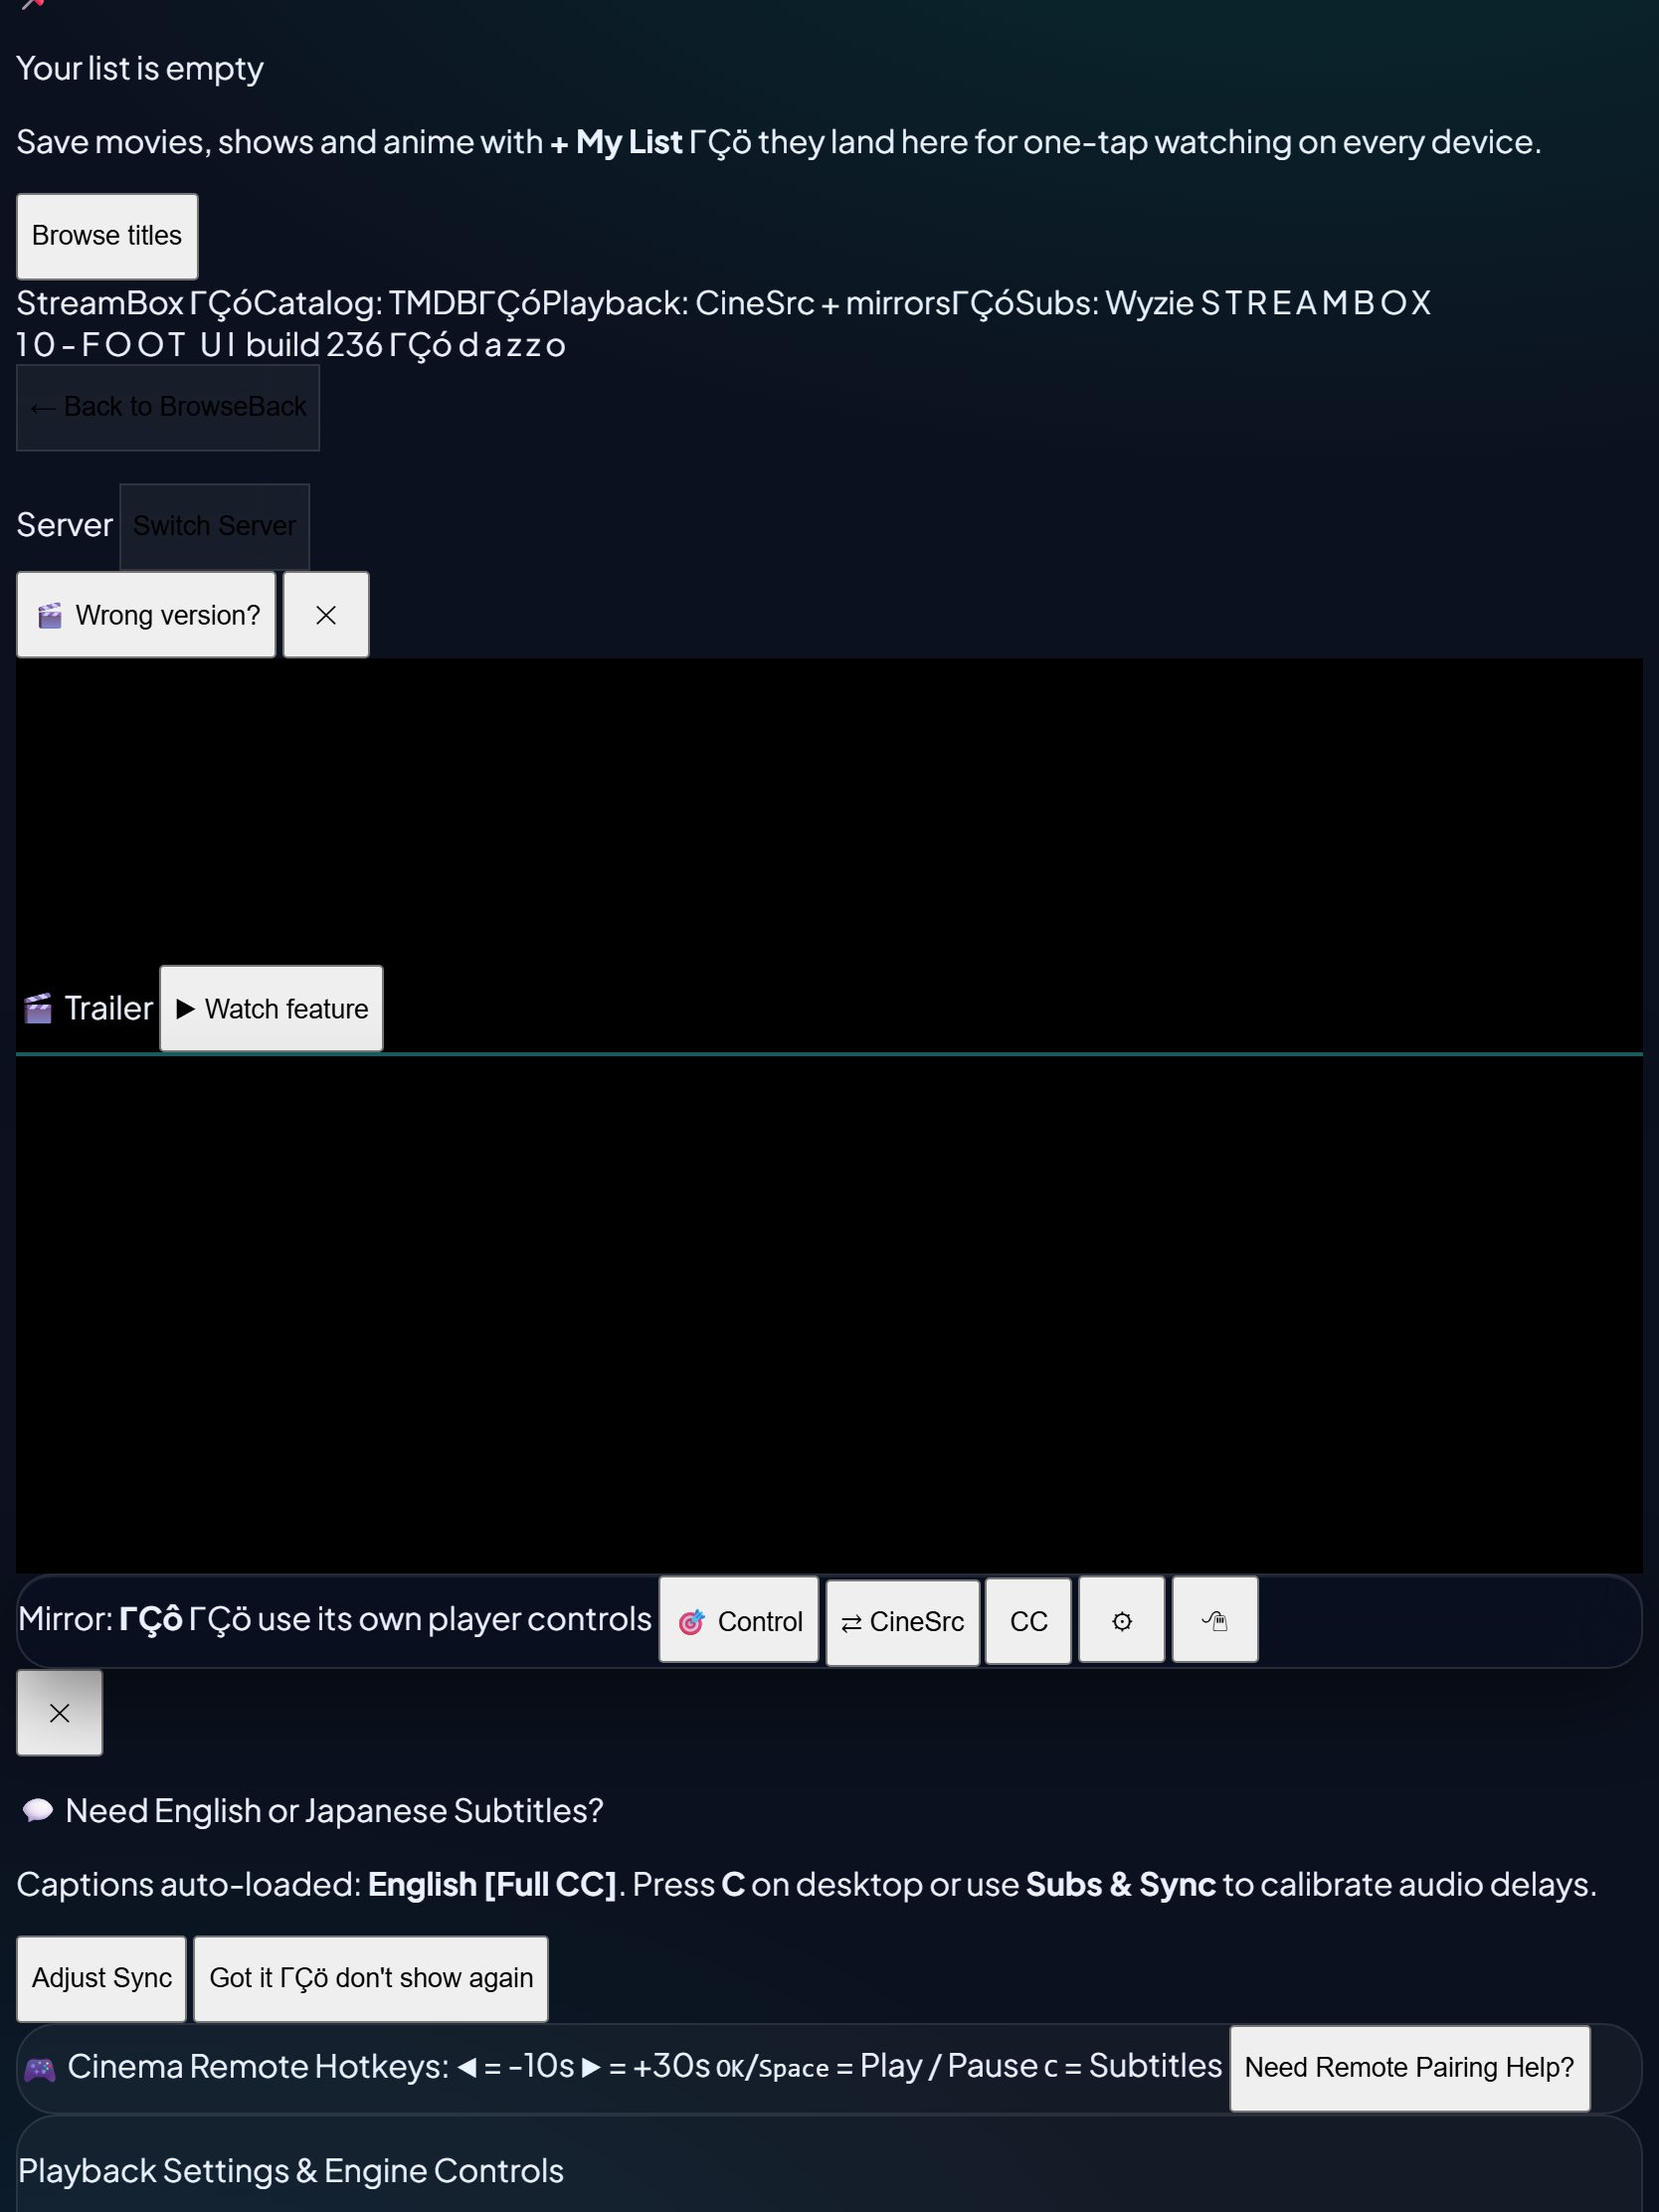 Your list is empty
Save movies, shows and anime with + My List ΓÇö they land here for one-tap watching on every device.
Browse titles
StreamBox ΓÇóCatalog: TMDBΓÇóPlayback: CineSrc + mirrorsΓÇóSubs: Wyzie STREAMBOX
10-FOOT UI build 236 ΓÇó dazzo
← Back to BrowseBack
Server Switch Server
🎬 Wrong version? ✕
🎬 Trailer ▶ Watch feature
Mirror: ΓÇô ΓÇö use its own player controls 🎯 Control ⇄ CineSrc CC ⚙ 🖱
✕
💬 Need English or Japanese Subtitles?
Captions auto-loaded: English [Full CC]. Press C on desktop or use Subs & Sync to calibrate audio delays.
Adjust Sync Got it ΓÇö don't show again
🎮 Cinema Remote Hotkeys: ◀ = -10s ▶ = +30s OK/Space = Play / Pause C = Subtitles Need Remote Pairing Help?
Playback Settings & Engine Controls